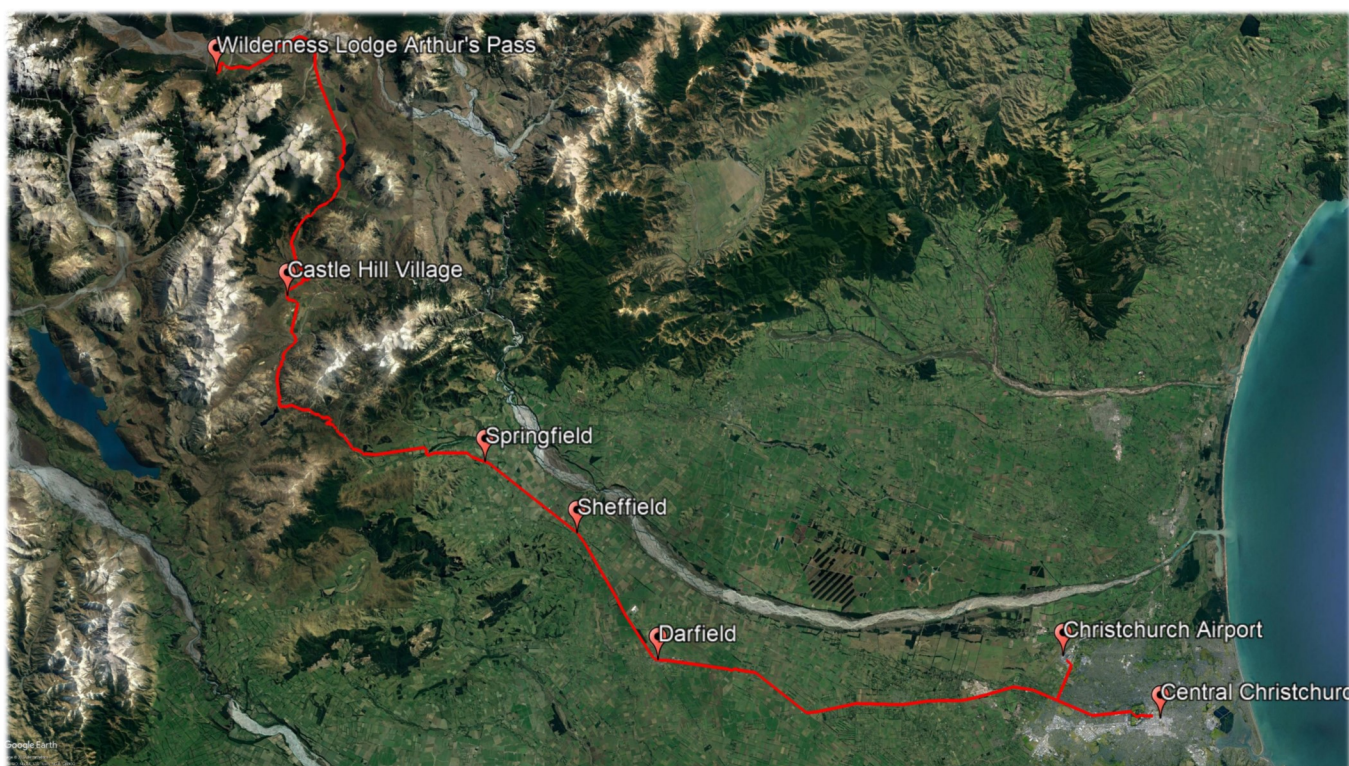 Wilderness Lodge Arthur's Pass
Castle Hill Village
Springfield
Sheffield
Darfield
Christchurch Airport
Central Christchurc
Google Earth